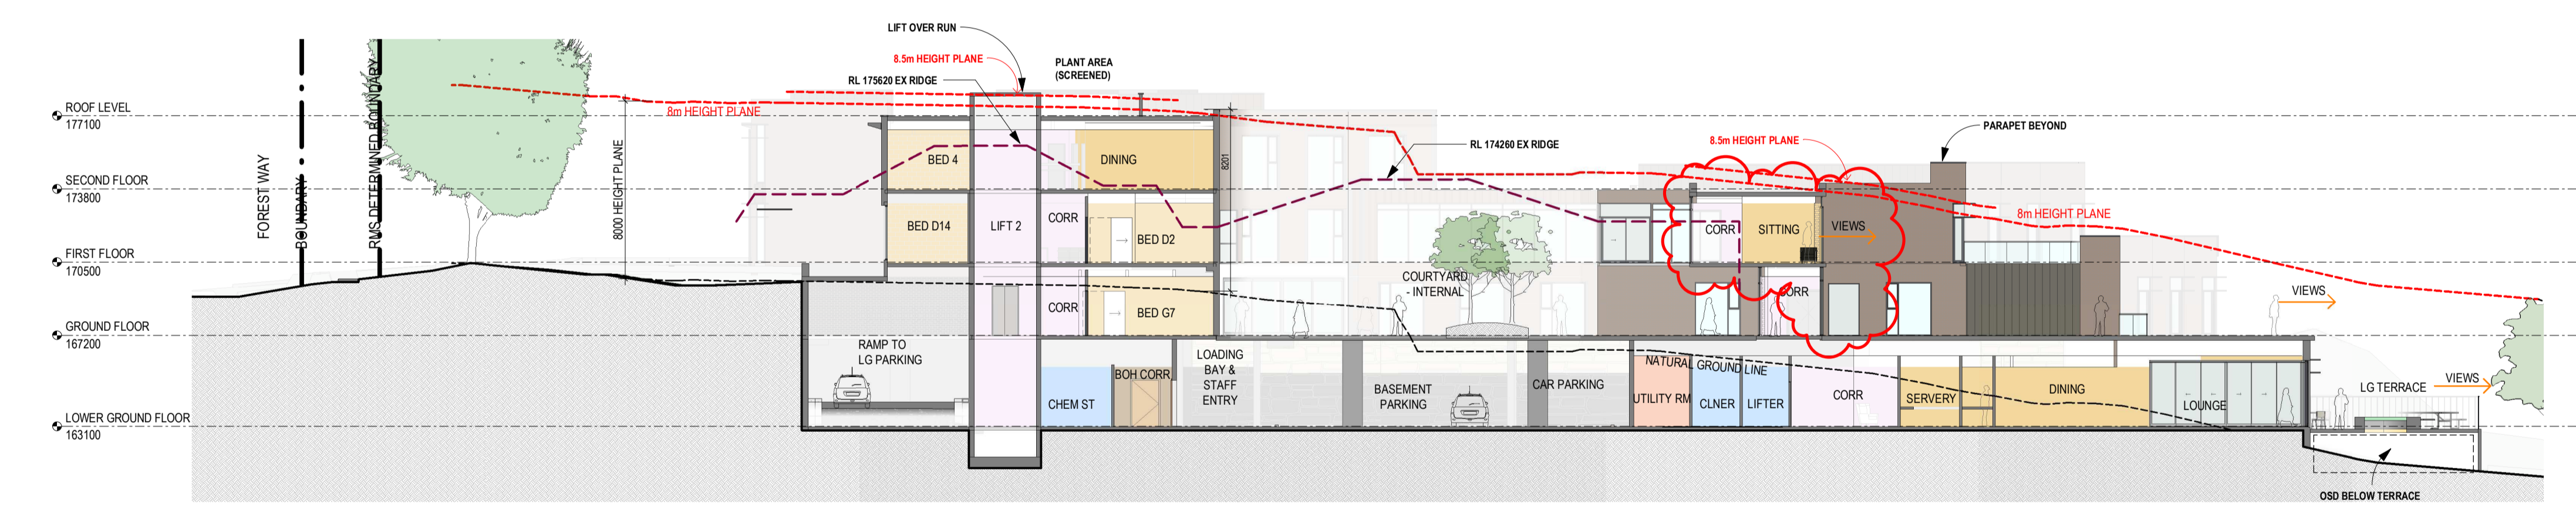 LIFT OVER RUN
8.5m HEIGHT PLANE
PLANT AREA
(SCREENED)
RL 175620 EX RIDGE
ROOF LEVEL
177100
8m HEIGHT PLANE
PARAPET BEYOND
8.5m HEIGHT PLANE
RL 174260 EX RIDGE
FOREST WAY
BOUNDARY
RMS DETERMINED BOUNDARY
8000 HEIGHT PLANE
BED 4
DINING
8201
SECOND FLOOR
173800
8m HEIGHT PLANE
BED D14
LIFT 2
CORR
BED D2
CORR
SITTING
VIEWS
FIRST FLOOR
170500
COURTYARD
- INTERNAL
CORR
VIEWS
CORR
BED G7
GROUND FLOOR
167200
RAMP TO
LG PARKING
LOADING
BAY &
STAFF
ENTRY
NATURAL GROUND LINE
BOH CORR
CHEM ST
BASEMENT
PARKING
CAR PARKING
UTILITY RM
CLNER
LIFTER
CORR
SERVERY
DINING
LOUNGE
LG TERRACE
VIEWS
LOWER GROUND FLOOR
163100
OSD BELOW TERRACE